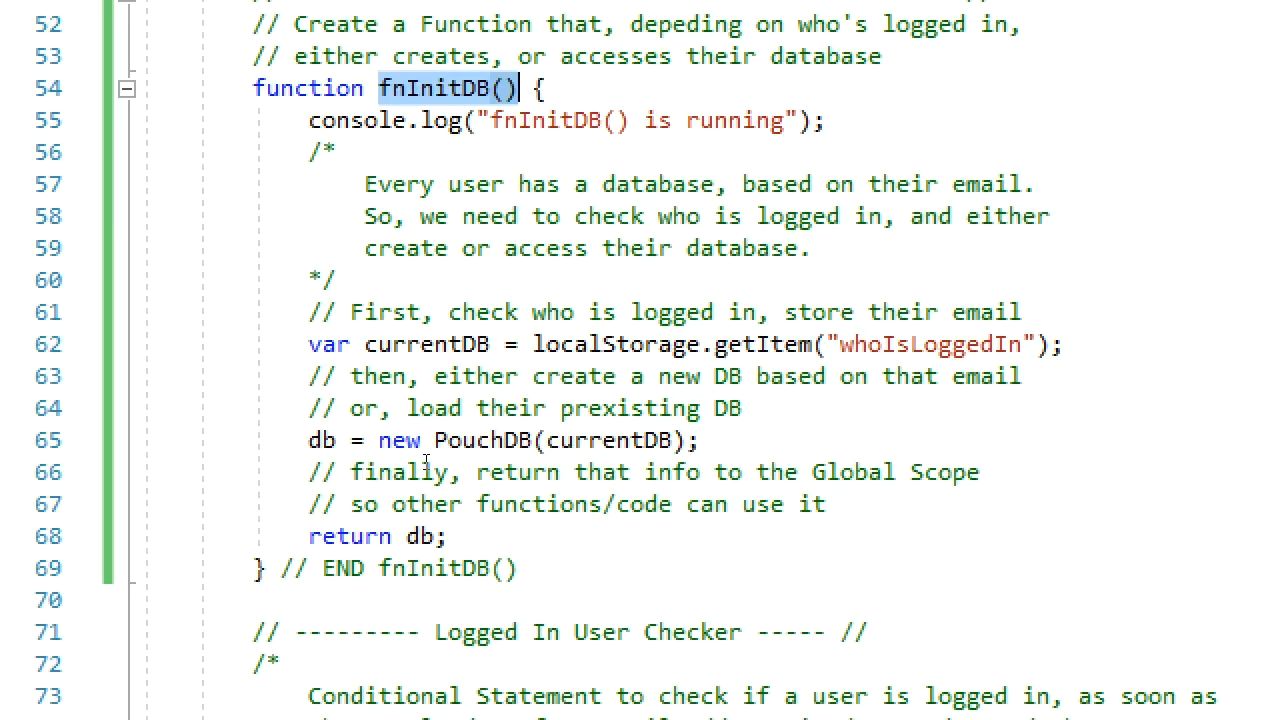 52 // Create a Function that, depeding on who's logged in,
53 // either creates, or accesses their database
54 function fnInitDB() {
55 console.log("fnInitDB() is running");
56 /*
57 Every user has a database, based on their email.
58 So, we need to check who is logged in, and either
59 create or access their database.
60 */
61 // First, check who is logged in, store their email
62 var currentDB = localStorage.getItem("whoIsLoggedIn");
63 // then, either create a new DB based on that email
64 // or, load their prexisting DB
65 db = new PouchDB(currentDB);
66 // finally, return that info to the Global Scope
67 // so other functions/code can use it
68 return db;
69 } // END fnInitDB()
70
71 // --------- Logged In User Checker ----- //
72 /*
73 Conditional Statement to check if a user is logged in, as soon as